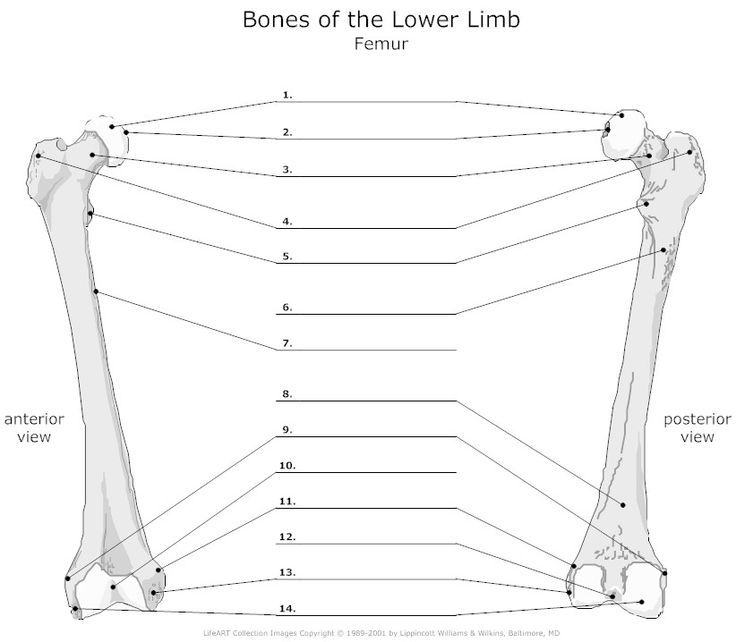 Bones of the Lower Limb
Femur
1.
2.
3.
4.
5.
6.
7.
8.
anterior view
9.
posterior view
10.
11.
12.
13.
14.
LifeART Collection Images Copyright © 1989-2001 by Lippincott Williams & Wilkins, Baltimore, MD